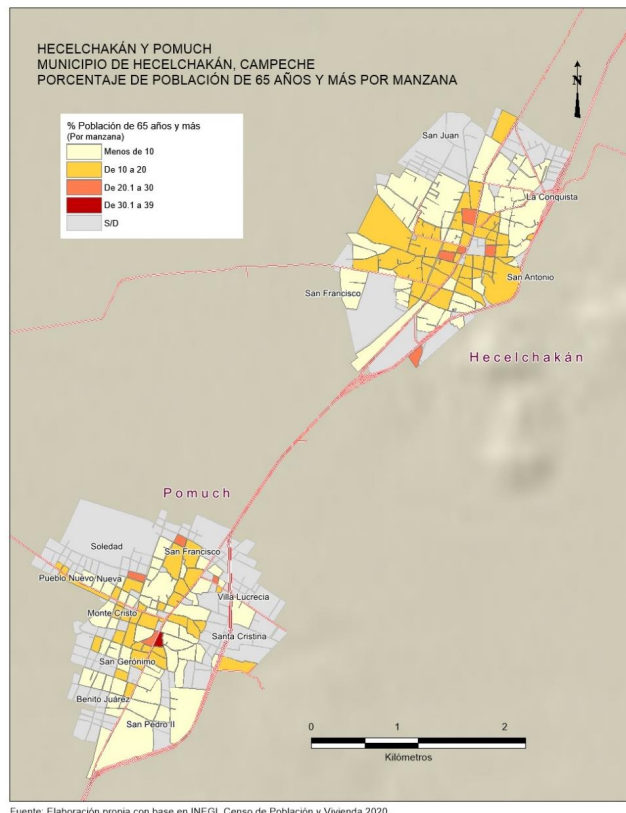 HECELCHAKÁN Y POMUCH
MUNICIPIO DE HECELCHAKÁN, CAMPECHE
PORCENTAJE DE POBLACIÓN DE 65 AÑOS Y MÁS POR MANZANA
N
% Población de 65 años y más
(Por manzana)
Menos de 10
De 10 a 20
De 20.1 a 30
De 30.1 a 39
S/D
San Juan
La Conquista
San Antonio
San Francisco
Hecelchakán
Pomuch
Soledad
San Francisco
Pueblo Nuevo Nueva
Villa Lucrecia
Monte Cristo
Santa Cristina
San Gerónimo
Benito Juárez
San Pedro II
0 1 2
Kilómetros
Fuente: Elaboración propia con base en INEGI. Censo de Población y Vivienda 2020